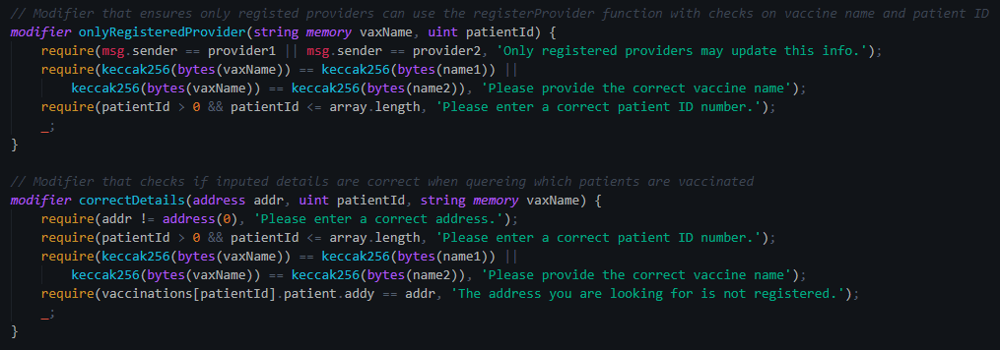 // Modifier that ensures only registed providers can use the registerProvider function with checks on vaccine name and patient ID
modifier onlyRegisteredProvider(string memory vaxName, uint patientId) {
    require(msg.sender == provider1 || msg.sender == provider2, 'Only registered providers may update this info.');
    require(keccak256(bytes(vaxName)) == keccak256(bytes(name1)) ||
        keccak256(bytes(vaxName)) == keccak256(bytes(name2)), 'Please provide the correct vaccine name');
    require(patientId > 0 && patientId <= array.length, 'Please enter a correct patient ID number.');
    _;
}

// Modifier that checks if inputed details are correct when quering which patients are vaccinated
modifier correctDetails(address addr, uint patientId, string memory vaxName) {
    require(addr != address(0), 'Please enter a correct address.');
    require(patientId > 0 && patientId <= array.length, 'Please enter a correct patient ID number.');
    require(keccak256(bytes(vaxName)) == keccak256(bytes(name1)) ||
        keccak256(bytes(vaxName)) == keccak256(bytes(name2)), 'Please provide the correct vaccine name');
    require(vaccinations[patientId].patient.addy == addr, 'The address you are looking for is not registered.');
    _;
}